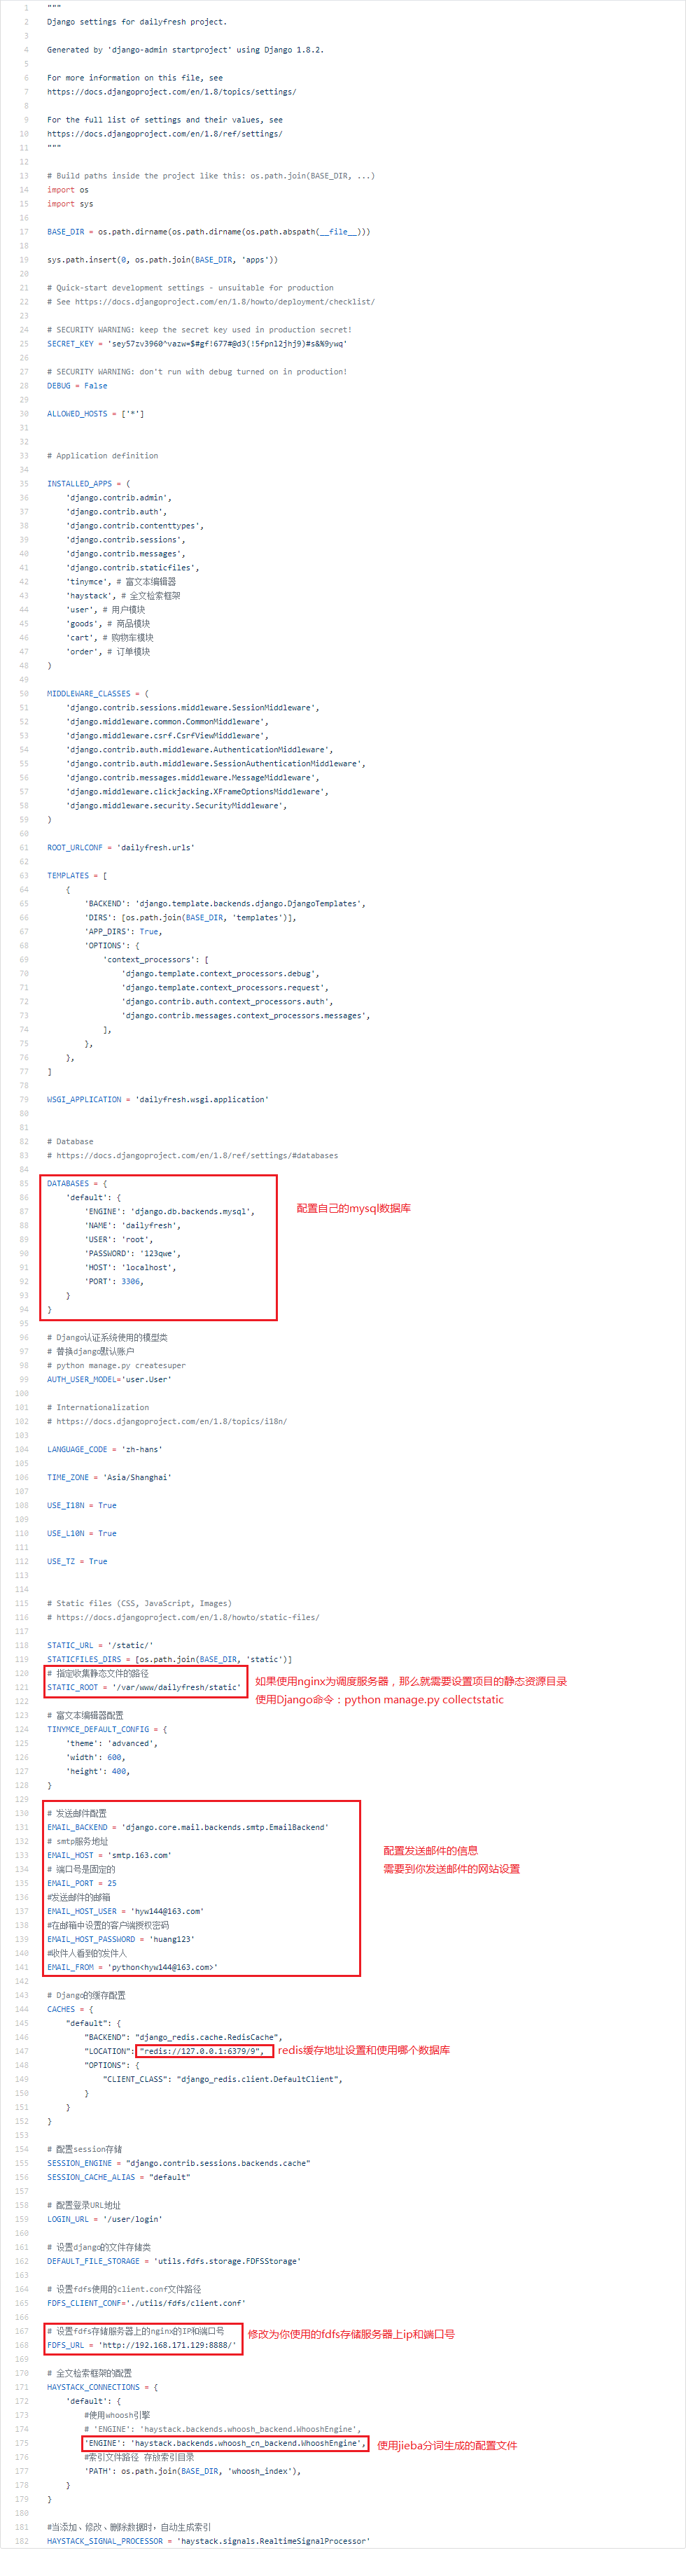 1 """
2 Django settings for dailyfresh project.
3
4 Generated by 'django-admin startproject' using Django 1.8.2.
5
6 For more information on this file, see
7 https://docs.djangoproject.com/en/1.8/topics/settings/
8
9 For the full list of settings and their values, see
10 https://docs.djangoproject.com/en/1.8/ref/settings/
11 """
12
13 # Build paths inside the project like this: os.path.join(BASE_DIR, ...)
14 import os
15 import sys
16
17 BASE_DIR = os.path.dirname(os.path.dirname(os.path.abspath(__file__)))
18
19 sys.path.insert(0, os.path.join(BASE_DIR, 'apps'))
20
21 # Quick-start development settings - unsuitable for production
22 # See https://docs.djangoproject.com/en/1.8/howto/deployment/checklist/
23
24 # SECURITY WARNING: keep the secret key used in production secret!
25 SECRET_KEY = 'sey57zv3960^vazw=$#gf!677#@d3(!5fpnl2jhj9)#s&%9ywq'
26
27 # SECURITY WARNING: don't run with debug turned on in production!
28 DEBUG = False
29
30 ALLOWED_HOSTS = ['*']
31
32
33 # Application definition
34
35 INSTALLED_APPS = (
36 'django.contrib.admin',
37 'django.contrib.auth',
38 'django.contrib.contenttypes',
39 'django.contrib.sessions',
40 'django.contrib.messages',
41 'django.contrib.staticfiles',
42 'tinymce', # 富文本编辑器
43 'haystack', # 全文检索框架
44 'user', # 用户模块
45 'goods', # 商品模块
46 'cart', # 购物车模块
47 'order', # 订单模块
48 )
49
50 MIDDLEWARE_CLASSES = (
51 'django.contrib.sessions.middleware.SessionMiddleware',
52 'django.middleware.common.CommonMiddleware',
53 'django.middleware.csrf.CsrfViewMiddleware',
54 'django.contrib.auth.middleware.AuthenticationMiddleware',
55 'django.contrib.auth.middleware.SessionAuthenticationMiddleware',
56 'django.contrib.messages.middleware.MessageMiddleware',
57 'django.middleware.clickjacking.XFrameOptionsMiddleware',
58 'django.middleware.security.SecurityMiddleware',
59 )
60
61 ROOT_URLCONF = 'dailyfresh.urls'
62
63 TEMPLATES = [
64 {
65 'BACKEND': 'django.template.backends.django.DjangoTemplates',
66 'DIRS': [os.path.join(BASE_DIR, 'templates')],
67 'APP_DIRS': True,
68 'OPTIONS': {
69 'context_processors': [
70 'django.template.context_processors.debug',
71 'django.template.context_processors.request',
72 'django.contrib.auth.context_processors.auth',
73 'django.contrib.messages.context_processors.messages',
74 ],
75 },
76 },
77 ]
78
79 WSGI_APPLICATION = 'dailyfresh.wsgi.application'
80
81
82 # Database
83 # https://docs.djangoproject.com/en/1.8/ref/settings/#databases
84
85 DATABASES = {
86 'default': {
87 'ENGINE': 'django.db.backends.mysql', 配置自己的mysql数据库
88 'NAME': 'dailyfresh',
89 'USER': 'root',
90 'PASSWORD': '123qwe',
91 'HOST': 'localhost',
92 'PORT': 3306,
93 }
94 }
95
96 # Django认证系统使用的模型类
97 # 替换django默认账户
98 # python manage.py createsuper
99 AUTH_USER_MODEL='user.User'
100
101 # Internationalization
102 # https://docs.djangoproject.com/en/1.8/topics/i18n/
103
104 LANGUAGE_CODE = 'zh-hans'
105
106 TIME_ZONE = 'Asia/Shanghai'
107
108 USE_I18N = True
109
110 USE_L10N = True
111
112 USE_TZ = True
113
114
115 # Static files (CSS, JavaScript, Images)
116 # https://docs.djangoproject.com/en/1.8/howto/static-files/
117
118 STATIC_URL = '/static/'
119 STATICFILES_DIRS = [os.path.join(BASE_DIR, 'static')]
120 # 指定收集静态文件的路径
如果使用nginx为调度服务器，那么就需要设置项目的静态资源目录
121 STATIC_ROOT = '/var/www/dailyfresh/static'
使用Django命令：python manage.py collectstatic
122
123 # 富文本编辑器配置
124 TINYMCE_DEFAULT_CONFIG = {
125 'theme': 'advanced',
126 'width': 600,
127 'height': 400,
128 }
129
130 # 发送邮件配置
131 EMAIL_BACKEND = 'django.core.mail.backends.smtp.EmailBackend'
132 # smtp服务地址
133 EMAIL_HOST = 'smtp.163.com' 配置发送邮件的信息
134 # 端口号是固定的 需要到你发送邮件的网站设置
135 EMAIL_PORT = 25
136 #发送邮件的邮箱
137 EMAIL_HOST_USER = 'hyw144@163.com'
138 #在邮箱中设置的客户端授权密码
139 EMAIL_HOST_PASSWORD = 'huang123'
140 #收件人看到的发件人
141 EMAIL_FROM = 'python<hyw144@163.com>'
142
143 # Django的缓存配置
144 CACHES = {
145 "default": {
146 "BACKEND": "django_redis.cache.RedisCache",
147 "LOCATION": "redis://127.0.0.1:6379/9", redis缓存地址设置和使用哪个数据库
148 "OPTIONS": {
149 "CLIENT_CLASS": "django_redis.client.DefaultClient",
150 }
151 }
152 }
153
154 # 配置session存储
155 SESSION_ENGINE = "django.contrib.sessions.backends.cache"
156 SESSION_CACHE_ALIAS = "default"
157
158 # 配置登录URL地址
159 LOGIN_URL = '/user/login'
160
161 # 设置django的文件存储类
162 DEFAULT_FILE_STORAGE = 'utils.fdfs.storage.FDFSStorage'
163
164 # 设置fdfs使用的client.conf文件路径
165 FDFS_CLIENT_CONF='./utils/fdfs/client.conf'
166
167 # 设置fdfs存储服务器上的nginx的IP和端口号 修改为你使用的fdfs存储服务器上ip和端口号
168 FDFS_URL = 'http://192.168.171.129:8888/'
169
170 # 全文检索框架的配置
171 HAYSTACK_CONNECTIONS = {
172 'default': {
173 #使用whoosh引擎
174 # 'ENGINE': 'haystack.backends.whoosh_backend.WhooshEngine',
175 'ENGINE': 'haystack.backends.whoosh_cn_backend.WhooshEngine', 使用jieba分词生成的配置文件
176 #索引文件路径 存放索引目录
177 'PATH': os.path.join(BASE_DIR, 'whoosh_index'),
178 }
179 }
180
181 #当添加、修改、删除数据时，自动生成索引
182 HAYSTACK_SIGNAL_PROCESSOR = 'haystack.signals.RealtimeSignalProcessor'